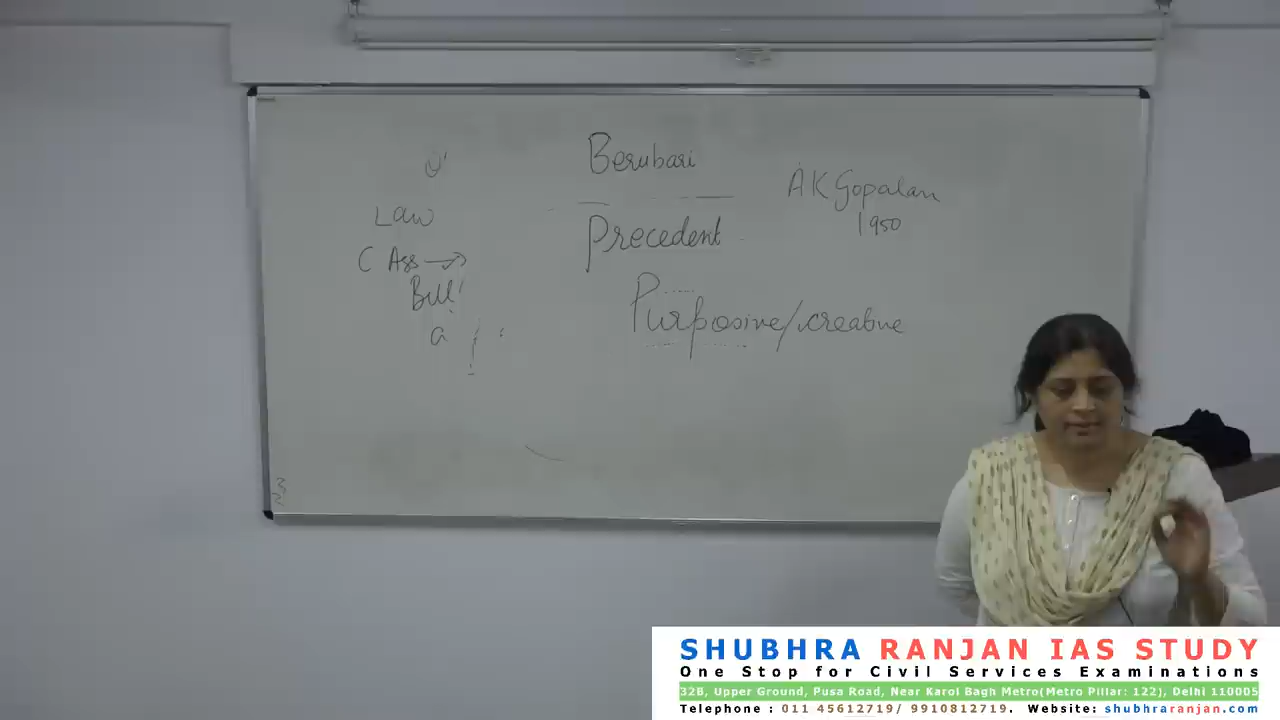 Berubari
AK Gopalan
1950
Law
Precedent
C Ass →
Bill
Purposive/creative
a
SHUBHRA RANJAN IAS STUDY
One Stop for Civil Services Examinations
32B, Upper Ground, Pusa Road, Near Karol Bagh Metro(Metro Pillar: 122), Delhi 110005
Telephone : 011 45612719/ 9910812719. Website: shubhraranjan.com